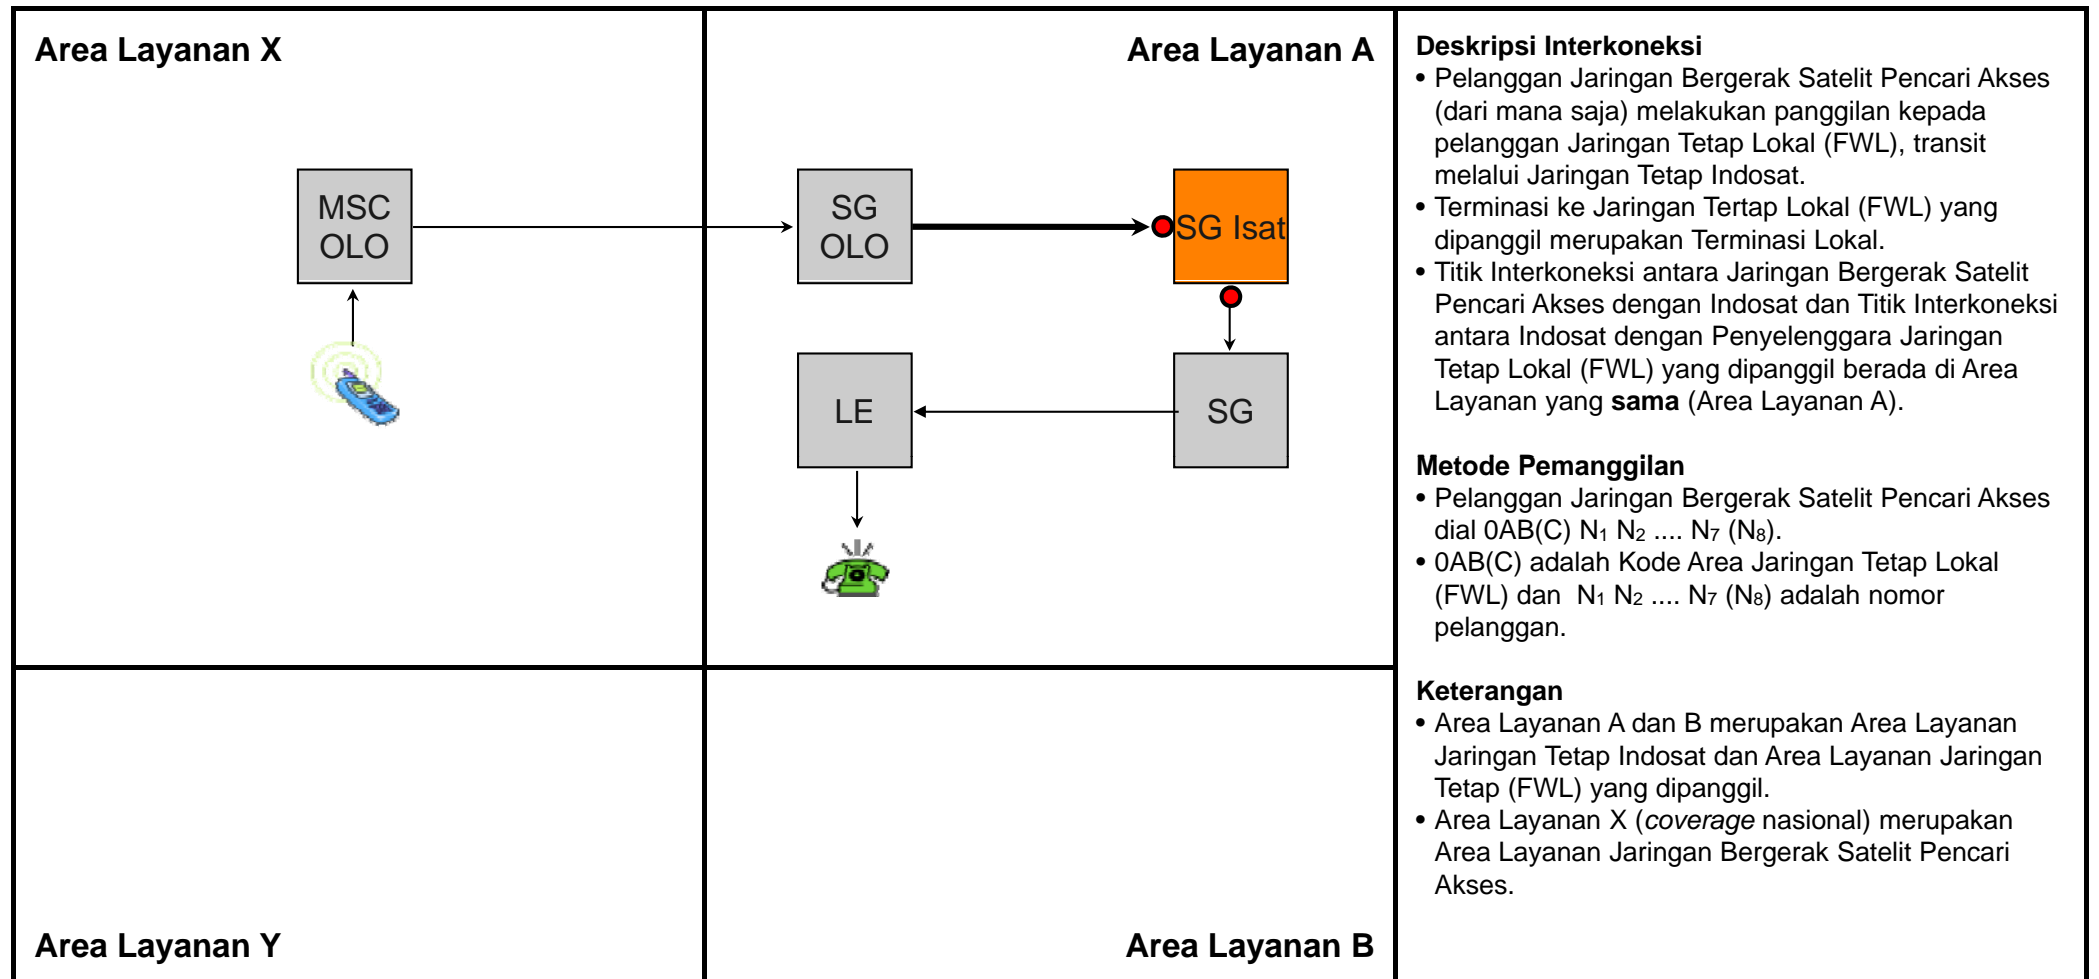 Area Layanan X
Area Layanan A
MSC
OLO
SG
OLO
SG Isat
LE
SG
Area Layanan Y
Area Layanan B
Deskripsi Interkoneksi
• Pelanggan Jaringan Bergerak Satelit Pencari Akses
(dari mana saja) melakukan panggilan kepada
pelanggan Jaringan Tetap Lokal (FWL), transit
melalui Jaringan Tetap Indosat.
• Terminasi ke Jaringan Tertap Lokal (FWL) yang
dipanggil merupakan Terminasi Lokal.
• Titik Interkoneksi antara Jaringan Bergerak Satelit
Pencari Akses dengan Indosat dan Titik Interkoneksi
antara Indosat dengan Penyelenggara Jaringan
Tetap Lokal (FWL) yang dipanggil berada di Area
Layanan yang sama (Area Layanan A).
Metode Pemanggilan
• Pelanggan Jaringan Bergerak Satelit Pencari Akses
dial 0AB(C) N₁ N₂ .... N₇ (N₈).
• 0AB(C) adalah Kode Area Jaringan Tetap Lokal
(FWL) dan N₁ N₂ .... N₇ (N₈) adalah nomor
pelanggan.
Keterangan
• Area Layanan A dan B merupakan Area Layanan
Jaringan Tetap Indosat dan Area Layanan Jaringan
Tetap (FWL) yang dipanggil.
• Area Layanan X (coverage nasional) merupakan
Area Layanan Jaringan Bergerak Satelit Pencari
Akses.